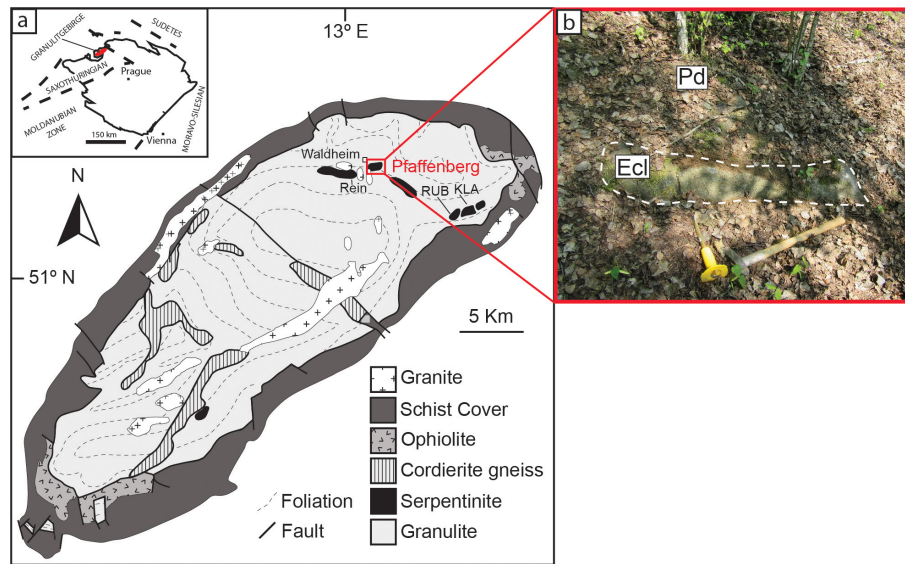 a
GRANULITGEBIRGE
SUDETES
SAXOTHURINGIAN
Prague
MOLDANUBIAN
ZONE
MORAVO-SILESIAN
150 km
Vienna
13° E
N
51° N
Waldheim
Pfaffenberg
Rein
RUB KLA
5 Km
Granite
Schist Cover
Ophiolite
Cordierite gneiss
Foliation
Serpentinite
Fault
Granulite
b
Pd
Ecl